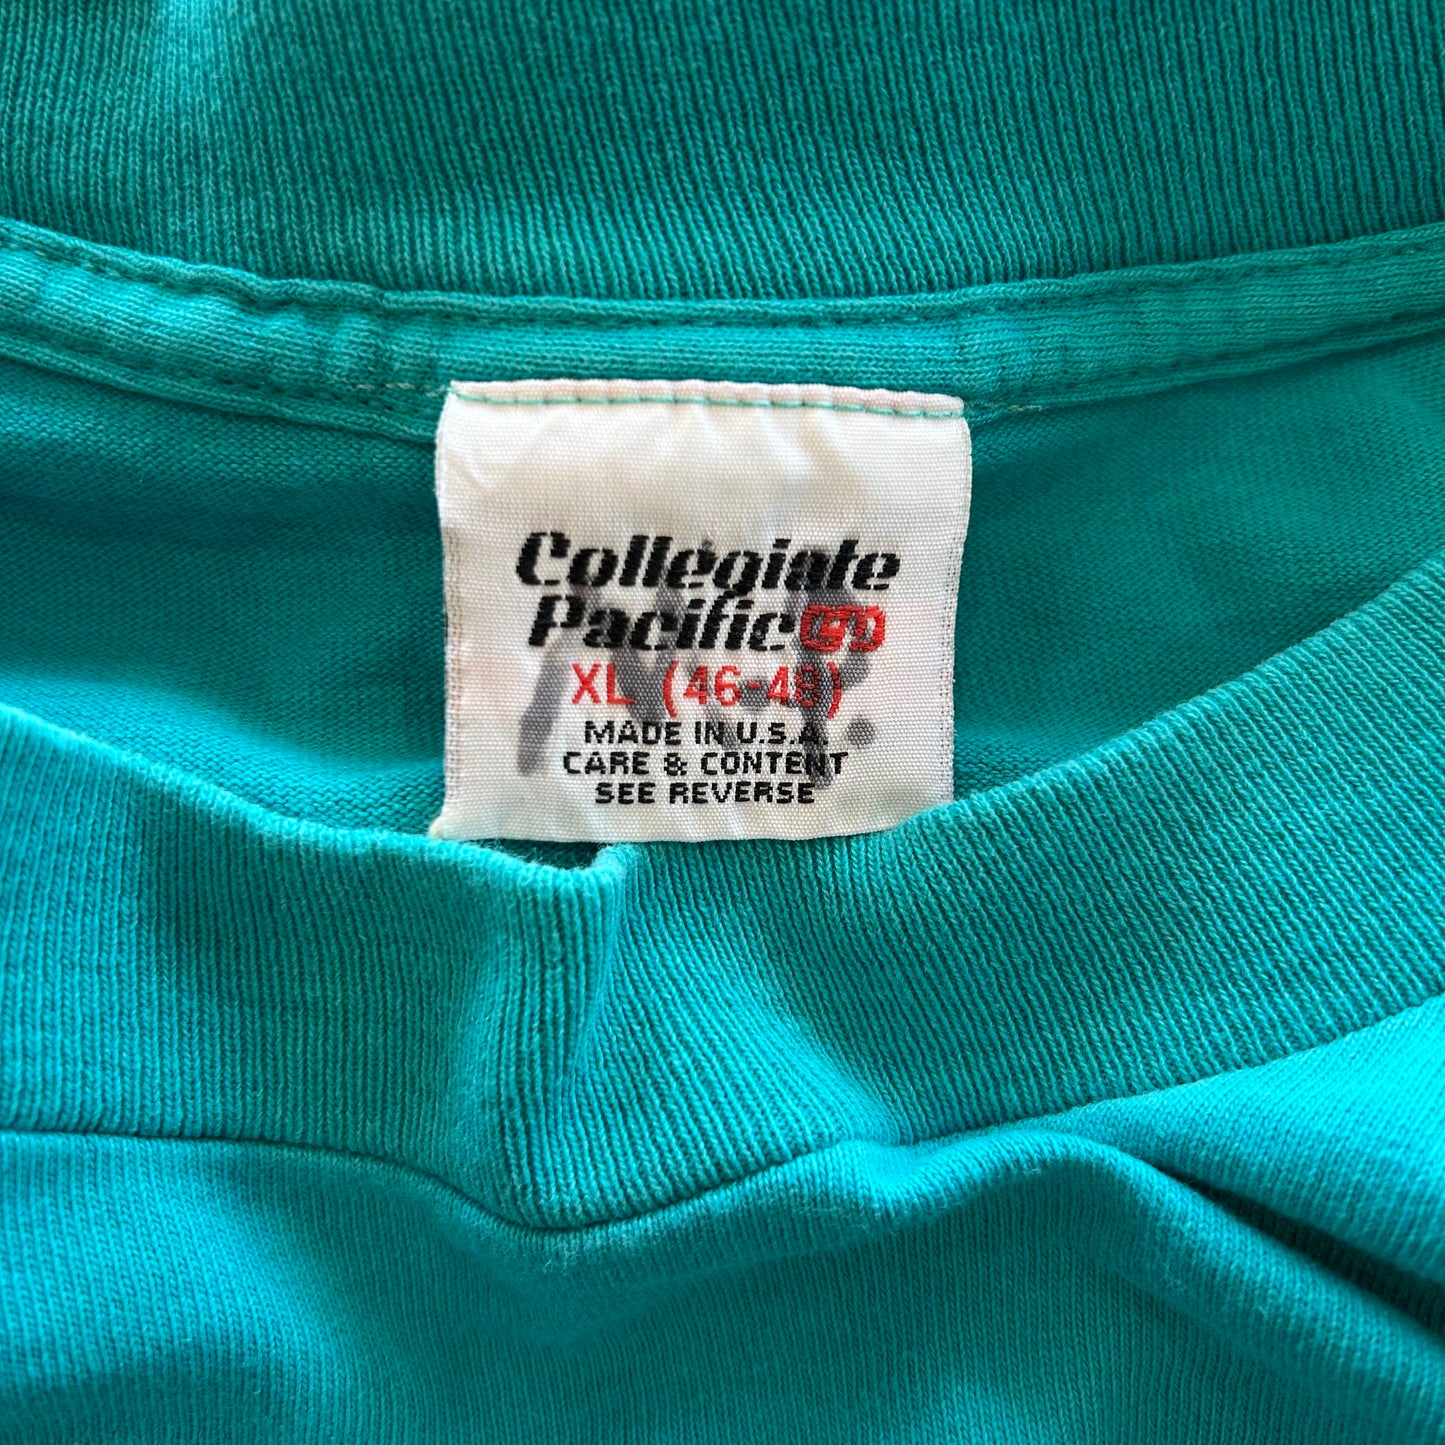 Collegiate
Pacific
XL (46-48)
MADE IN U.S.A.
CARE & CONTENT
SEE REVERSE